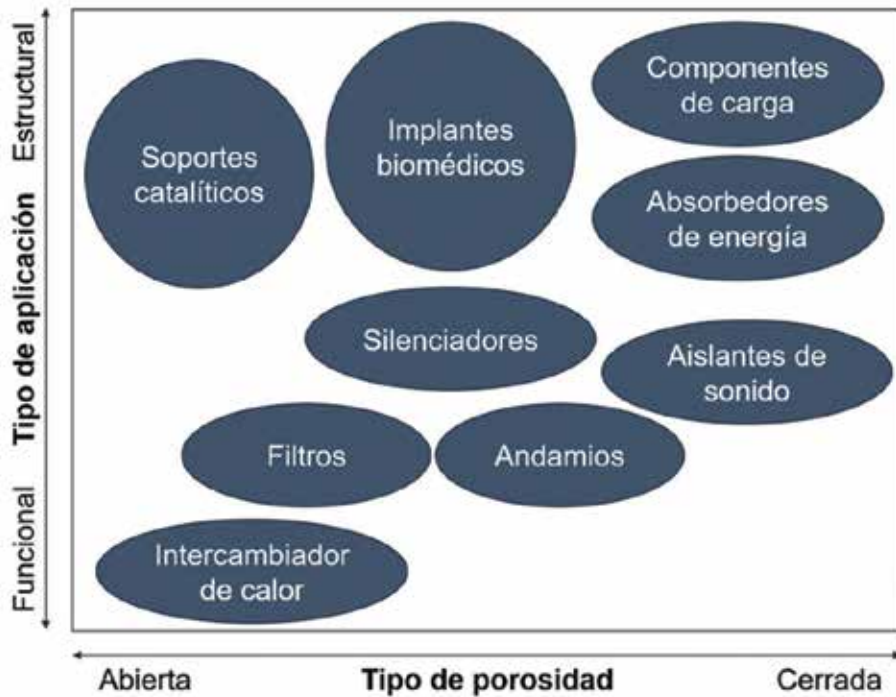 Estructural
Tipo de aplicación
Funcional
Componentes
de carga
Implantes
biomédicos
Soportes
catalíticos
Absorbedores
de energía
Silenciadores
Aislantes de
sonido
Filtros
Andamios
Intercambiador
de calor
Abierta
Tipo de porosidad
Cerrada